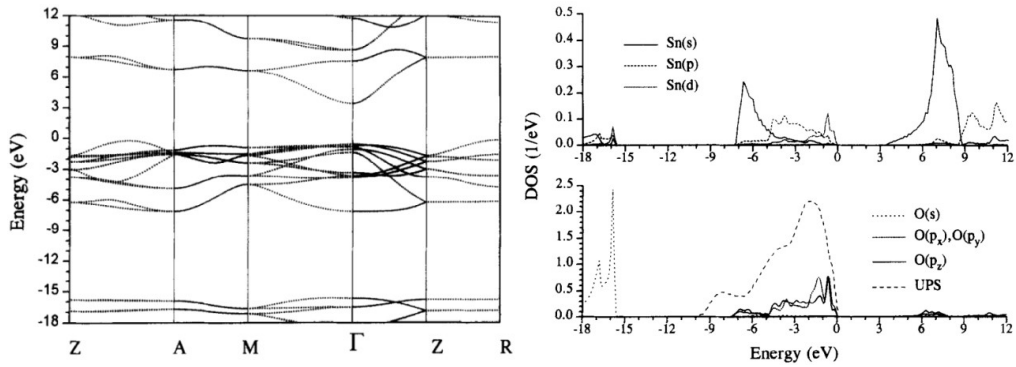 12
9
6
3
0
-3
-6
-9
-12
-15
-18
Energy (eV)
Z A M Γ Z R
0.5
0.4
0.3
0.2
0.1
0.0
Sn(s)
Sn(p)
Sn(d)
-18 -15 -12 -9 -6 -3 0 3 6 9 12
DOS (1/eV)
2.5
2.0
1.5
1.0
0.5
0.0
O(s)
O(px),O(py)
O(pz)
UPS
-18 -15 -12 -9 -6 -3 0 3 6 9 12
Energy (eV)